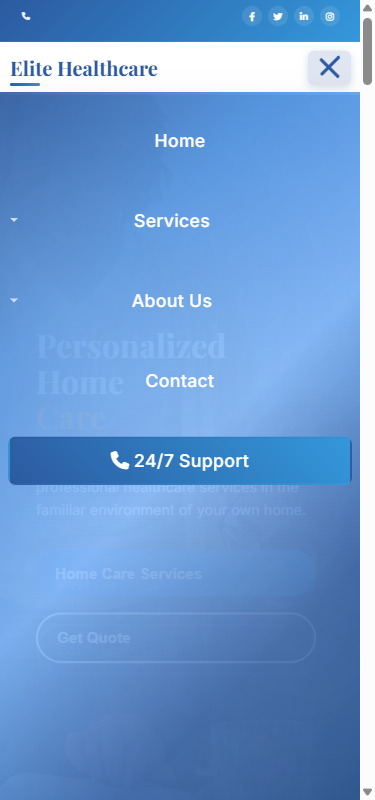 Elite Healthcare
Home
Services
About Us
Personalized
Home
Care
Contact
24/7 Support
professional healthcare services in the
familiar environment of your own home.
Home Care Services
Get Quote